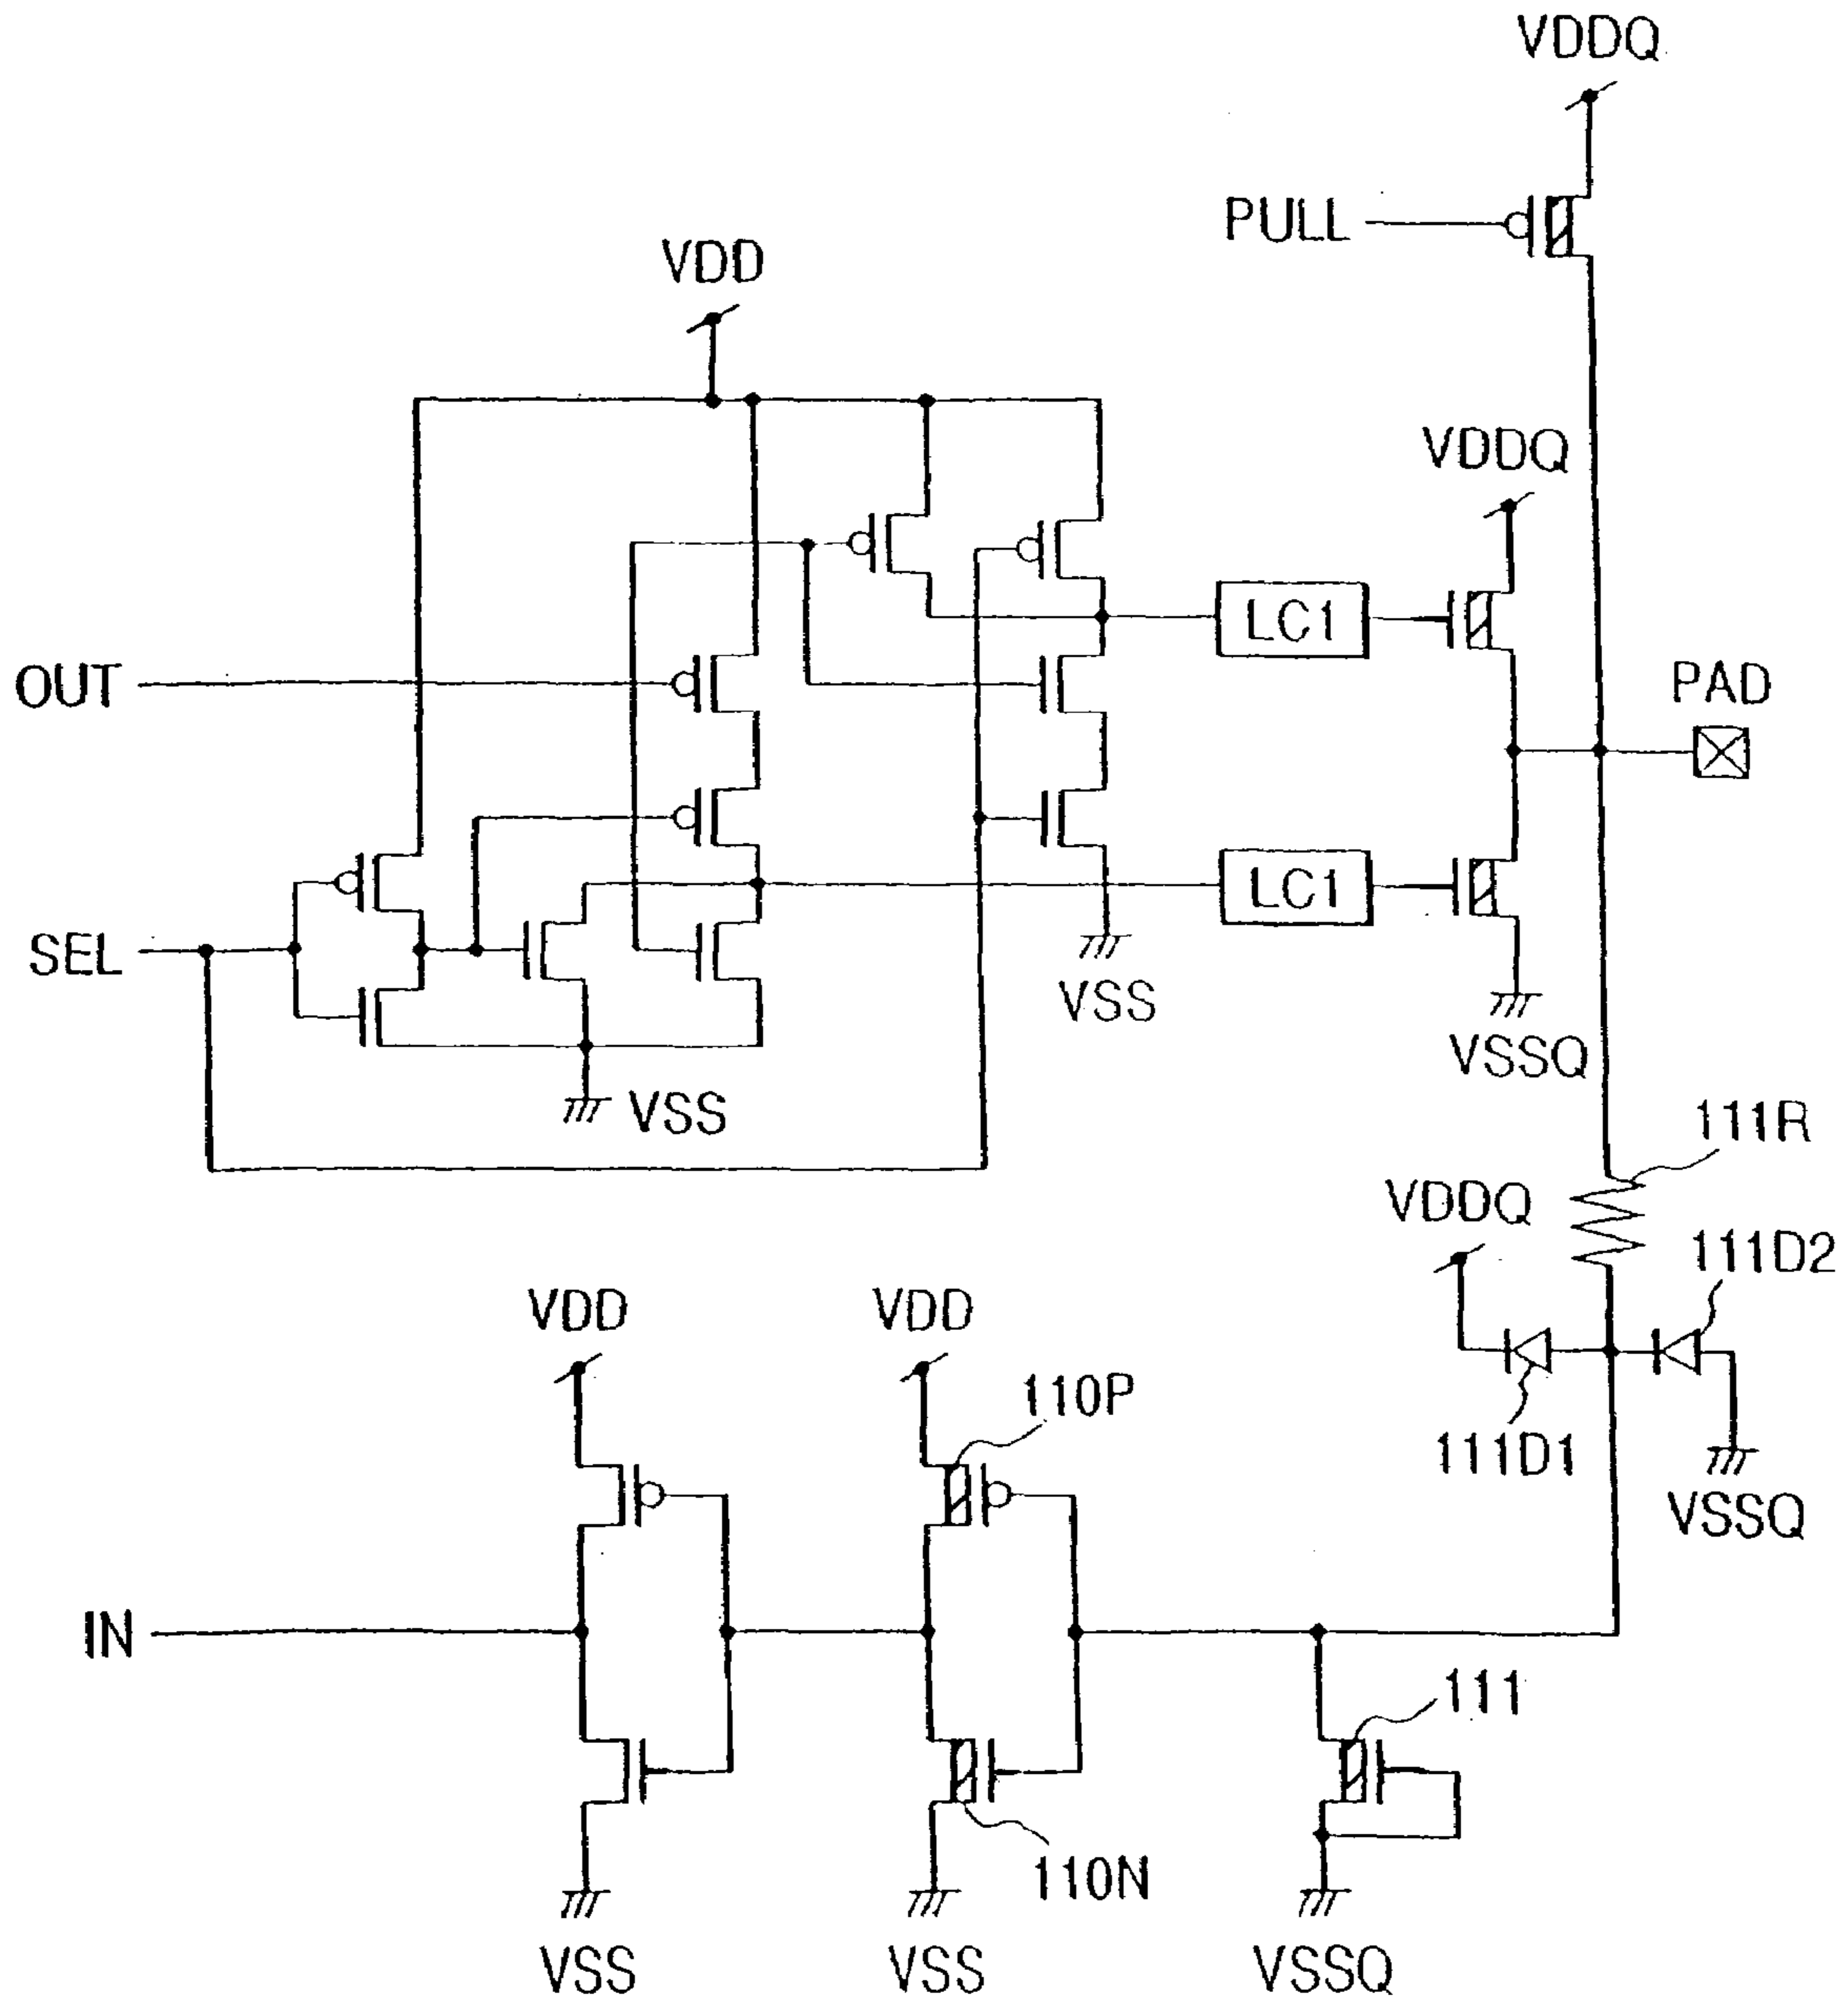 VDDQ
PULL
VDD
VDDQ
LC1
OUT
PAD
LC1
SEL
VSS
VSSQ
VSS
111R
VDDQ
111D2
VDD
VDD
110P
111D1
VSSQ
IN
111
110N
VSS
VSS
VSSQ